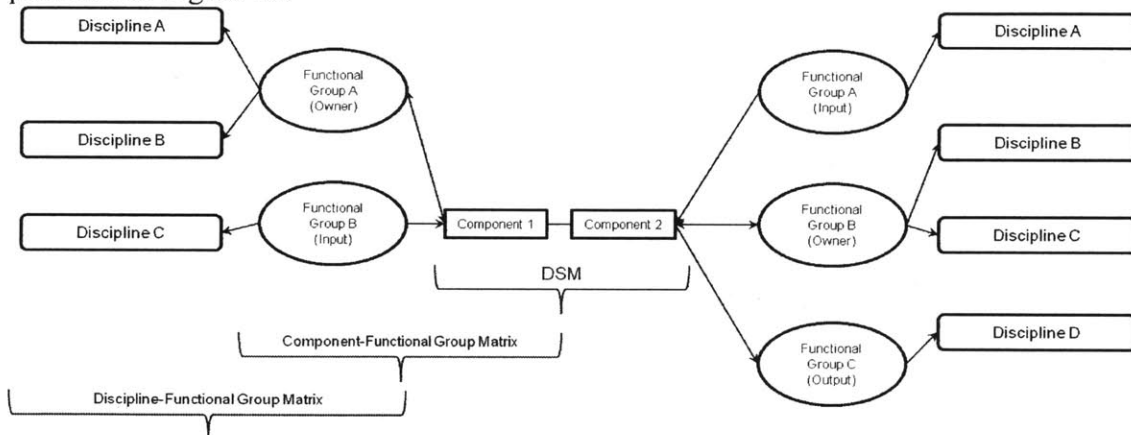 Discipline A
Discipline B
Discipline C
Functional
Group A
(Owner)
Functional
Group B
(Input)
Component 1
Component 2
Functional
Group A
(Input)
Functional
Group B
(Owner)
Functional
Group C
(Output)
Discipline A
Discipline B
Discipline C
Discipline D
DSM
Component-Functional Group Matrix
Discipline-Functional Group Matrix